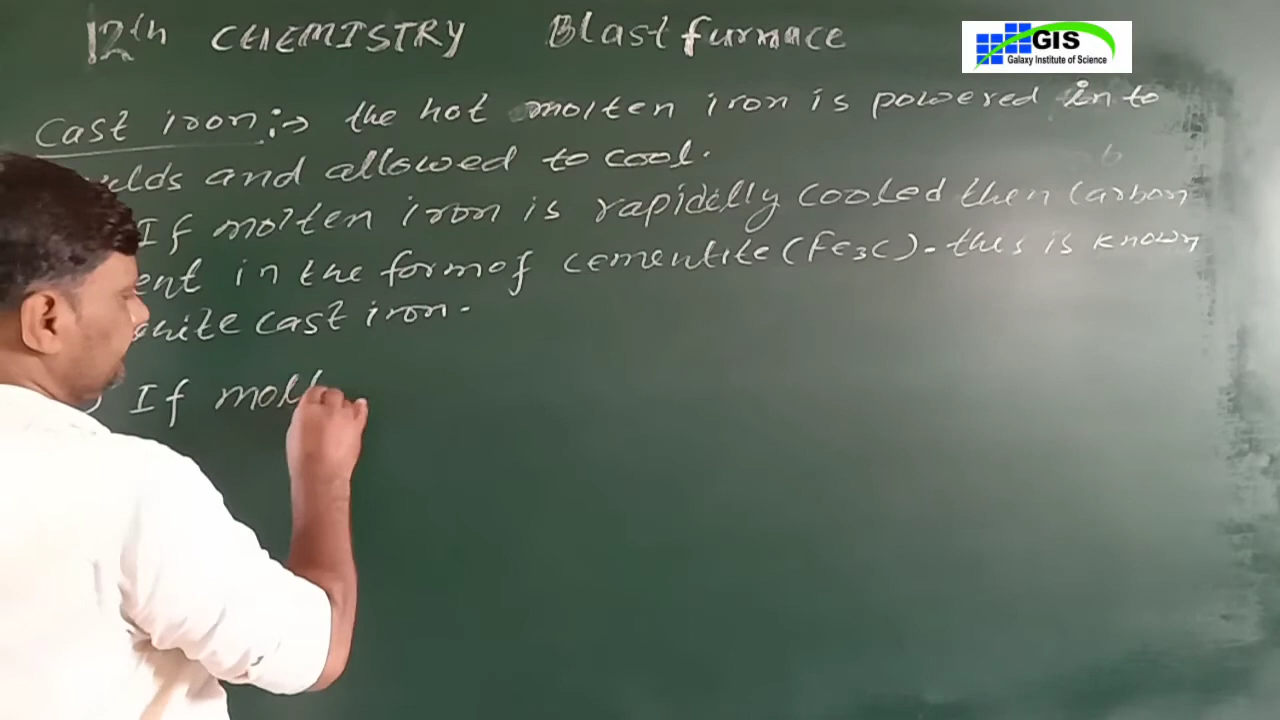 12th CHEMISTRY Blast furnace
GIS
Galaxy Institute of Science
Cast iron :→ the hot molten iron is powered into
ulds and allowed to cool.
If molten iron is rapidelly cooled then Carbon
ent in the form of cementite (Fe3C). this is known
white cast iron.
If molt